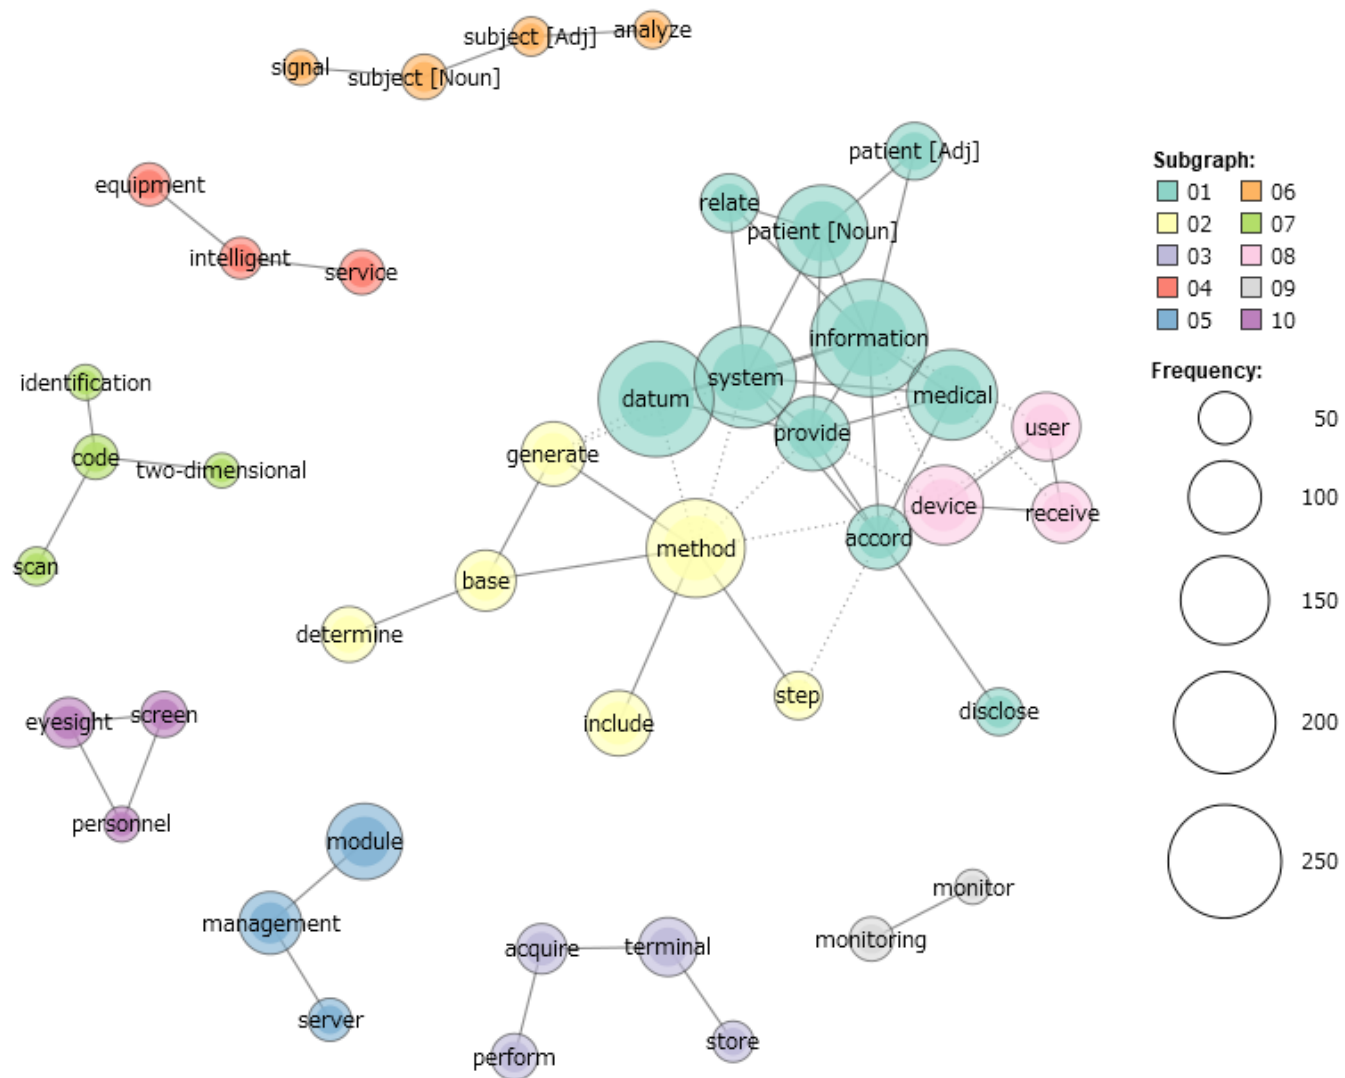 subject [Adj]
analyze
signal
subject [Noun]
patient [Adj]
equipment
relate
patient [Noun]
intelligent
service
information
identification
system
datum
medical
code
two-dimensional
generate
provide
user
scan
device
receive
method
accord
base
determine
eyesight
screen
include
step
disclose
personnel
module
management
monitor
acquire
terminal
monitoring
server
perform
store
Subgraph:
01 06
02 07
03 08
04 09
05 10
Frequency:
50
100
150
200
250